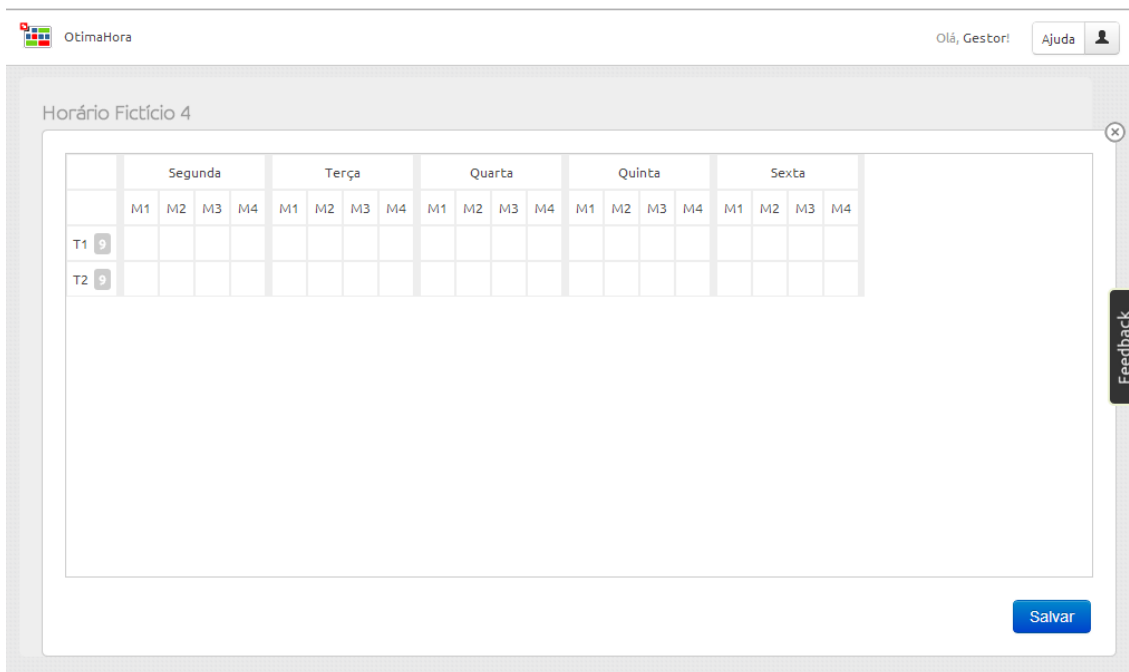 OtimaHora Olá, Gestor! Ajuda
Horário Fictício 4
Segunda Terça Quarta Quinta Sexta
M1 M2 M3 M4 M1 M2 M3 M4 M1 M2 M3 M4 M1 M2 M3 M4 M1 M2 M3 M4
T1 9
T2 9
Feedback
Salvar